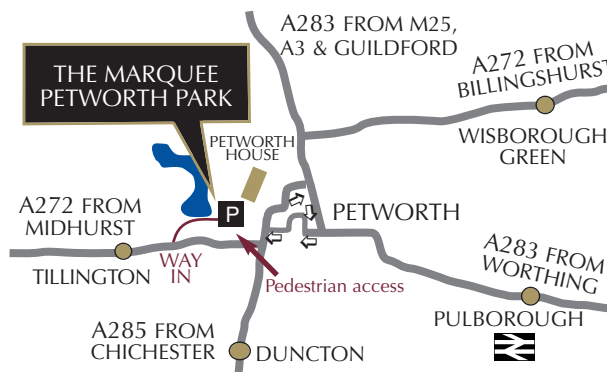 A283 FROM M25,
A3 & GUILDFORD
THE MARQUEE
PETWORTH PARK
A272 FROM
BILLINGSHURST
WISBOROUGH
GREEN
PETWORTH
HOUSE
P
PETWORTH
A272 FROM
MIDHURST
TILLINGTON
WAY
IN
Pedestrian access
A283 FROM
WORTHING
PULBOROUGH
A285 FROM
CHICHESTER
DUNCTON